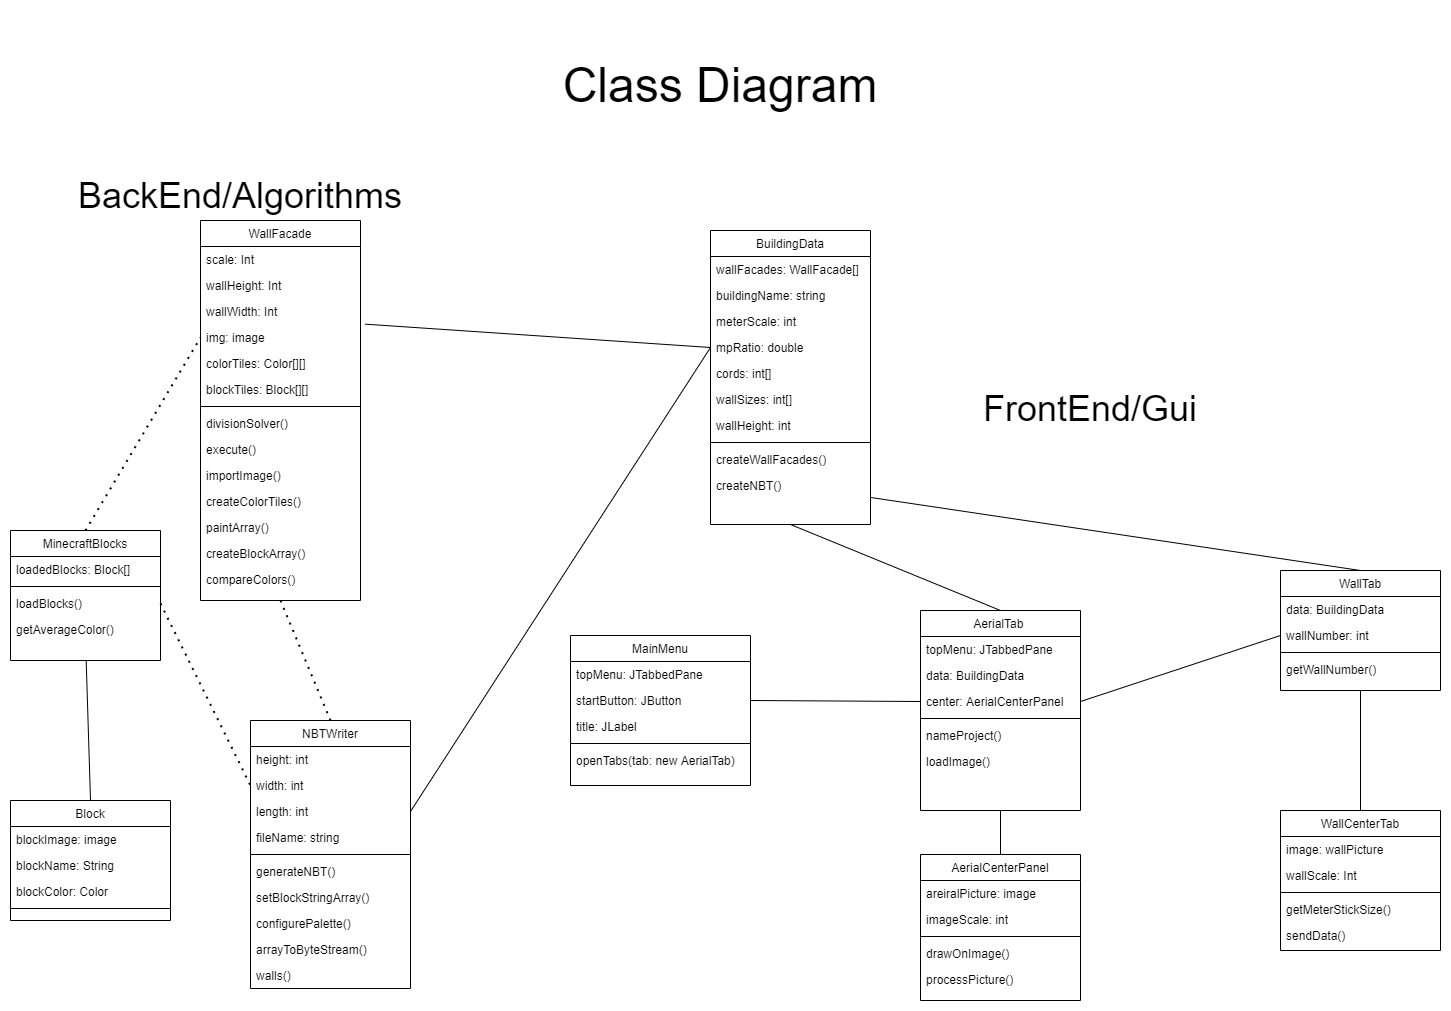 Class Diagram
BackEnd/Algorithms
WallFacade
scale: Int
wallHeight: Int
wallWidth: Int
img: image
colorTiles: Color[][]
blockTiles: Block[][]
divisionSolver()
execute()
importImage()
createColorTiles()
paintArray()
createBlockArray()
compareColors()
BuildingData
wallFacades: WallFacade[]
buildingName: string
meterScale: int
mpRatio: double
cords: int[]
wallSizes: int[]
wallHeight: int
createWallFacades()
createNBT()
FrontEnd/Gui
MinecraftBlocks
loadedBlocks: Block[]
loadBlocks()
getAverageColor()
Block
blockImage: image
blockName: String
blockColor: Color
NBTWriter
height: int
width: int
length: int
fileName: string
generateNBT()
setBlockStringArray()
configurePalette()
arrayToByteStream()
walls()
MainMenu
topMenu: JTabbedPane
startButton: JButton
title: JLabel
openTabs(tab: new AerialTab)
AerialTab
topMenu: JTabbedPane
data: BuildingData
center: AerialCenterPanel
nameProject()
loadImage()
AerialCenterPanel
areiralPicture: image
imageScale: int
drawOnImage()
processPicture()
WallTab
data: BuildingData
wallNumber: int
getWallNumber()
WallCenterTab
image: wallPicture
wallScale: Int
getMeterStickSize()
sendData()